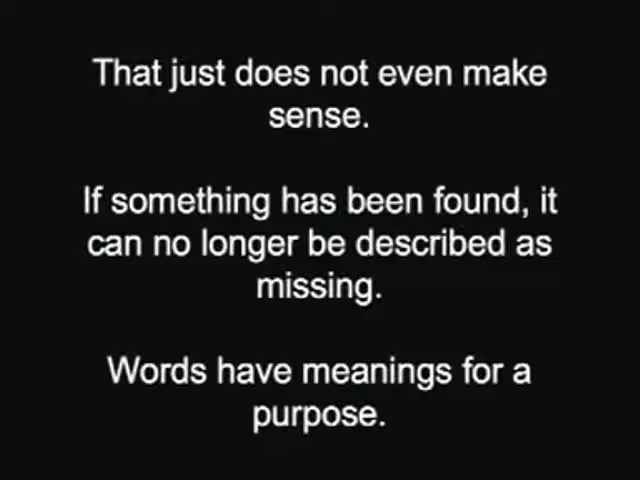 That just does not even make
sense.
If something has been found, it
can no longer be described as
missing.
Words have meanings for a
purpose.